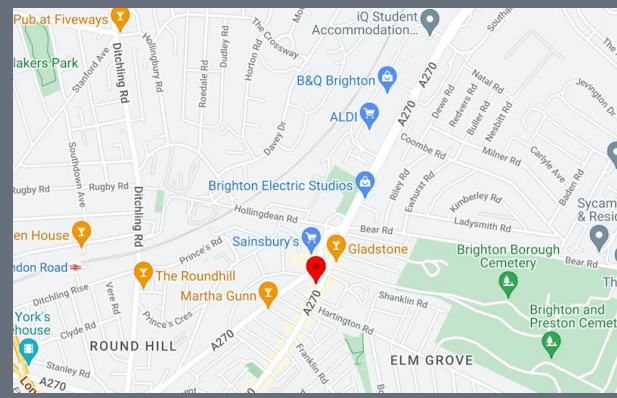 Pub at Fiveways
iQ Student
Accommodation...
The Crossway
Hollingbury Rd
Dudley Rd
Horton Rd
Roedale Rd
Ditchling Rd
Stanford Ave
lakers Park
B&Q Brighton
A270
ALDI
A270
Natal Rd
Dewe Rd
Redvers Rd
Buller Rd
Nesbitt Rd
Jevington Dr
Davey Dr
Coombe Rd
Milner Rd
Carlyle Ave
Baden Rd
Southdown Ave
Rugby Rd
Rugby Rd
Ditchling Rd
Brighton Electric Studios
Riley Rd
Ewhurst Rd
Kimberley Rd
Ladysmith Rd
Sycam
& Resid
Hollingdean Rd
Bear Rd
Bear Rd
en House
Prince's Rd
Sainsbury's
Gladstone
Brighton Borough
Cemetery
ndon Road
The Roundhill
Martha Gunn
Shanklin Rd
Th
Ditchling Rise
Vere Rd
Prince's Cres
A270
Hartington Rd
Brighton and
Preston Cemet
York's
ehouse
Clyde Rd
ROUND HILL
A270
Franklin Rd
ELM GROVE
Stanley Rd
A270
Lon